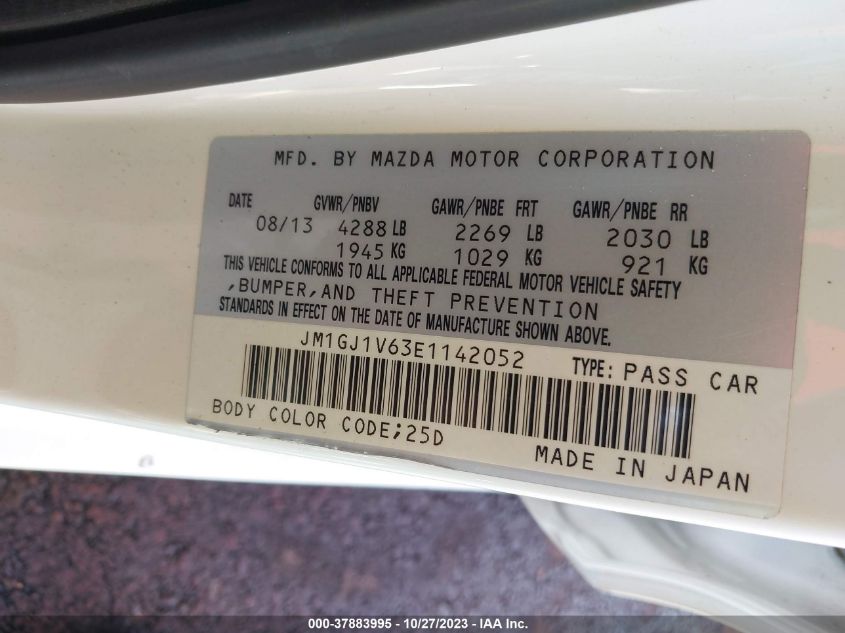 MFD. BY MAZDA MOTOR CORPORATION
DATE GVWR/PNBV GAWR/PNBE FRT GAWR/PNBE RR
08/13 4288 LB 2269 LB 2030 LB
1945 KG 1029 KG 921 KG
THIS VEHICLE CONFORMS TO ALL APPLICABLE FEDERAL MOTOR VEHICLE SAFETY
,BUMPER,AND THEFT PREVENTION
STANDARDS IN EFFECT ON THE DATE OF MANUFACTURE SHOWN ABOVE.
JM1GJ1V63E1142052 TYPE: PASS CAR
BODY COLOR CODE;25D
MADE IN JAPAN
000-37883995 - 10/27/2023 - IAA Inc.